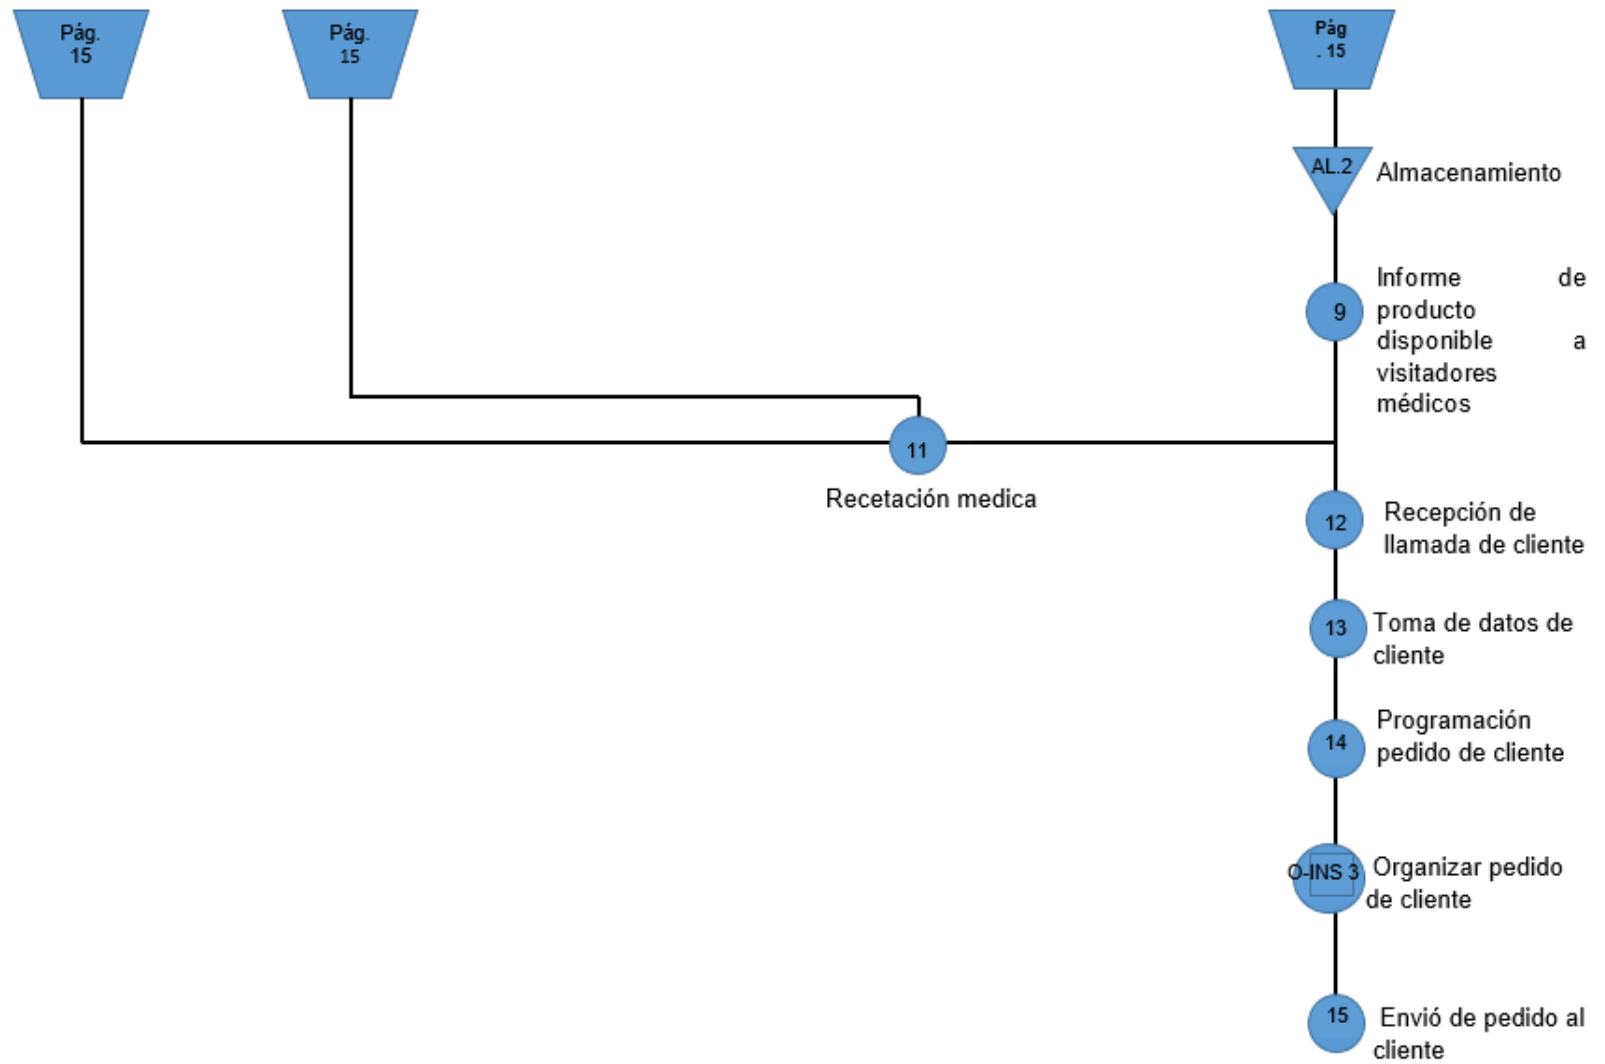 Pág.
15
Pág.
15
Pág
. 15
AL.2
Almacenamiento
9
Informe de
producto
disponible a
visitadores
médicos
11
Recetación medica
12
Recepción de
llamada de cliente
13
Toma de datos de
cliente
14
Programación
pedido de cliente
O-INS 3
Organizar pedido
de cliente
15
Envió de pedido al
cliente